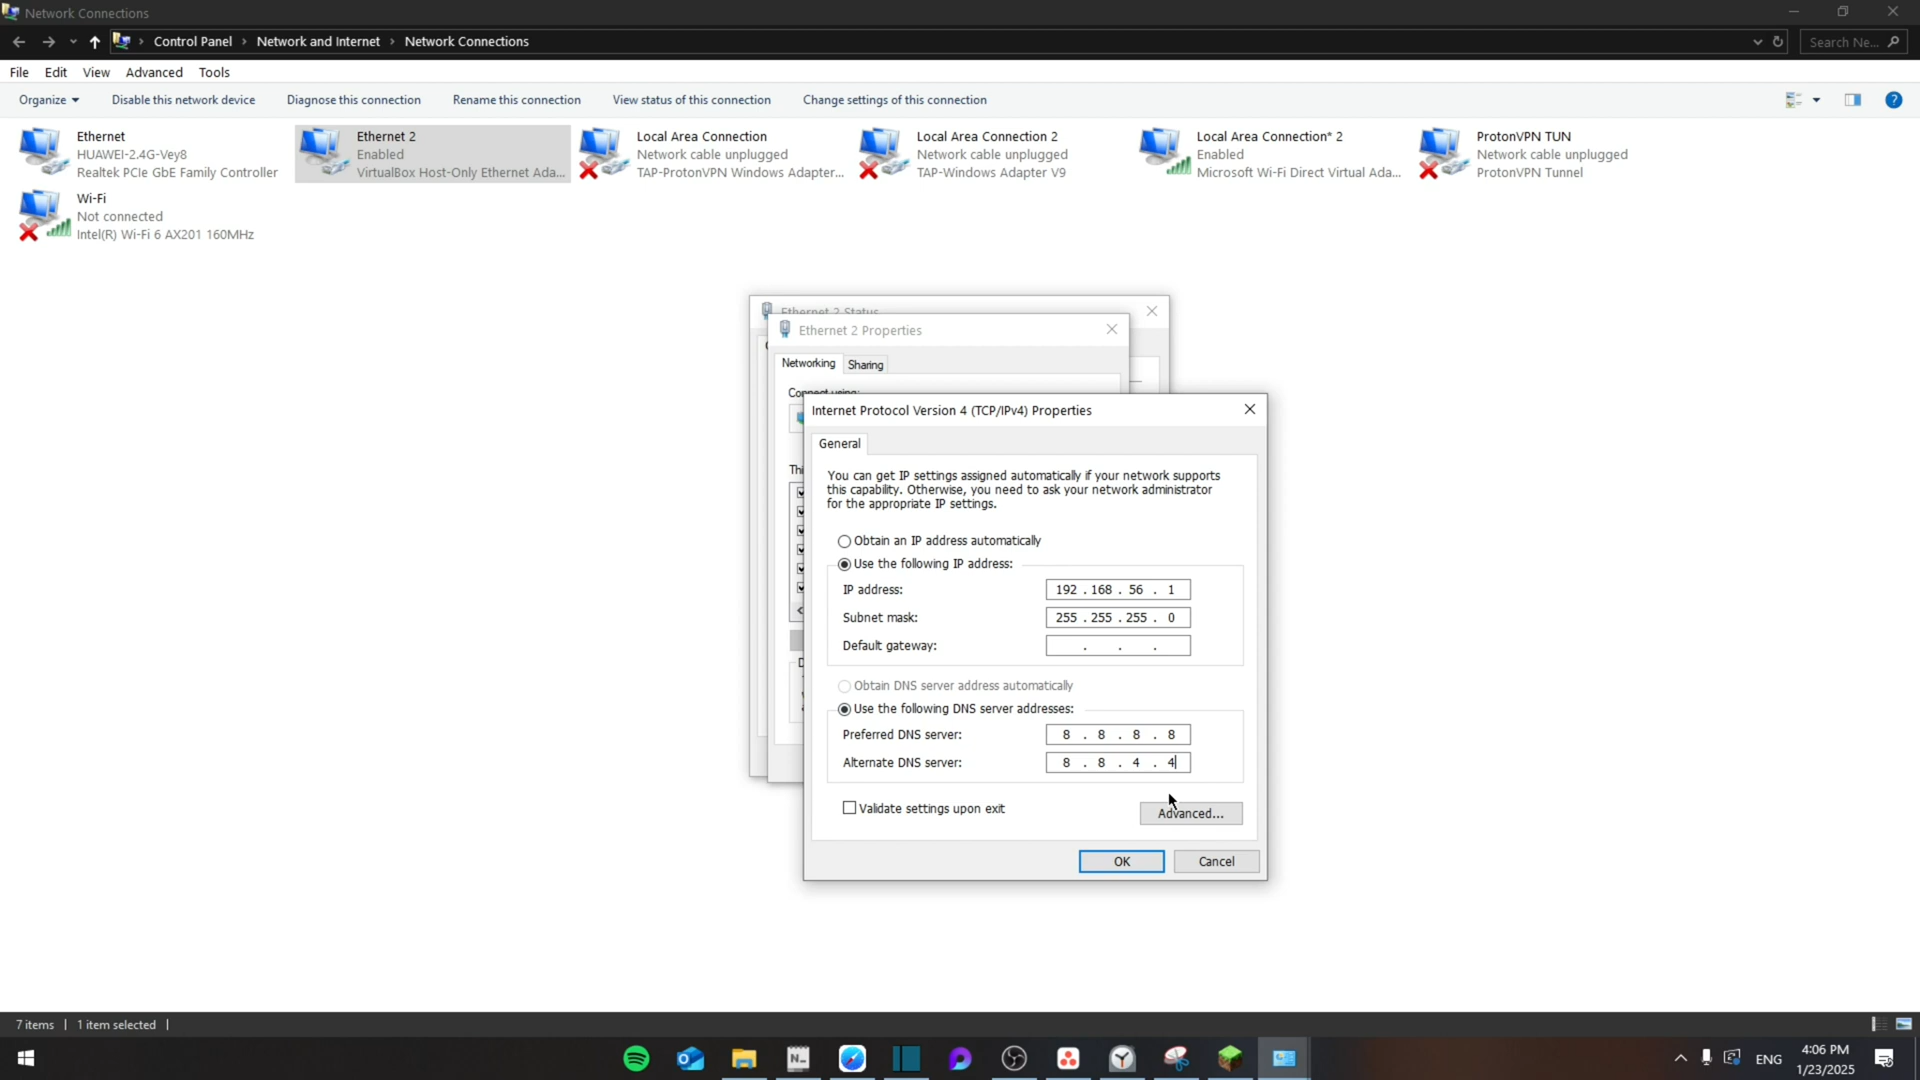 Network Connections
Control Panel > Network and Internet > Network Connections
Search Ne...
File Edit View Advanced Tools
Organize Disable this network device Diagnose this connection Rename this connection View status of this connection Change settings of this connection
Ethernet
HUAWEI-2.4G-Vey8
Realtek PCIe GbE Family Controller
Ethernet 2
Enabled
VirtualBox Host-Only Ethernet Ada...
Local Area Connection
Network cable unplugged
TAP-ProtonVPN Windows Adapter...
Local Area Connection 2
Network cable unplugged
TAP-Windows Adapter V9
Local Area Connection* 2
Enabled
Microsoft Wi-Fi Direct Virtual Ada...
ProtonVPN TUN
Network cable unplugged
ProtonVPN Tunnel
Wi-Fi
Not connected
Intel(R) Wi-Fi 6 AX201 160MHz
Ethernet 2 Status
Ethernet 2 Properties
Networking Sharing
Connect using:
Internet Protocol Version 4 (TCP/IPv4) Properties
General
You can get IP settings assigned automatically if your network supports
this capability. Otherwise, you need to ask your network administrator
for the appropriate IP settings.
Obtain an IP address automatically
Use the following IP address:
IP address: 192 . 168 . 56 . 1
Subnet mask: 255 . 255 . 255 . 0
Default gateway: . . .
Obtain DNS server address automatically
Use the following DNS server addresses:
Preferred DNS server: 8 . 8 . 8 . 8
Alternate DNS server: 8 . 8 . 4 . 4
Validate settings upon exit
Advanced...
OK Cancel
7 items 1 item selected
ENG
4:06 PM
1/23/2025